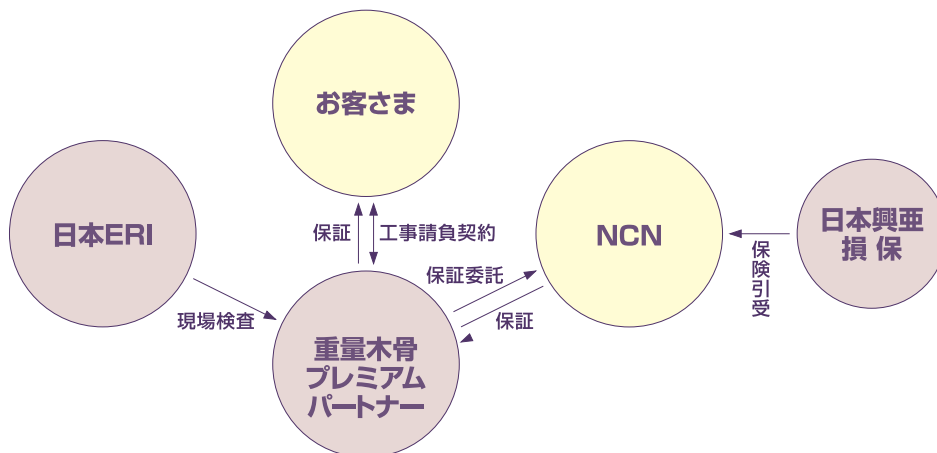 お客さま
日本ERI
NCN
日本興亜
損 保
保証
工事請負契約
保険引受
保証委託
現場検査
保証
重量木骨
プレミアム
パートナー